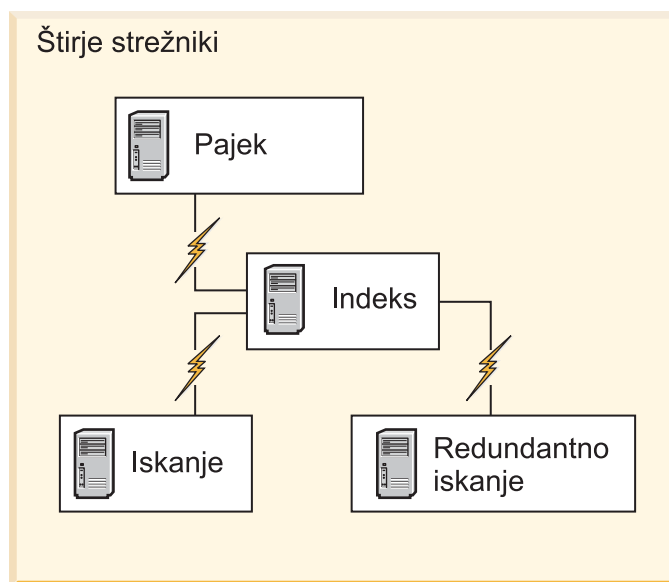 Štirje strežniki
Pajek
Indeks
Iskanje
Redundantno
iskanje